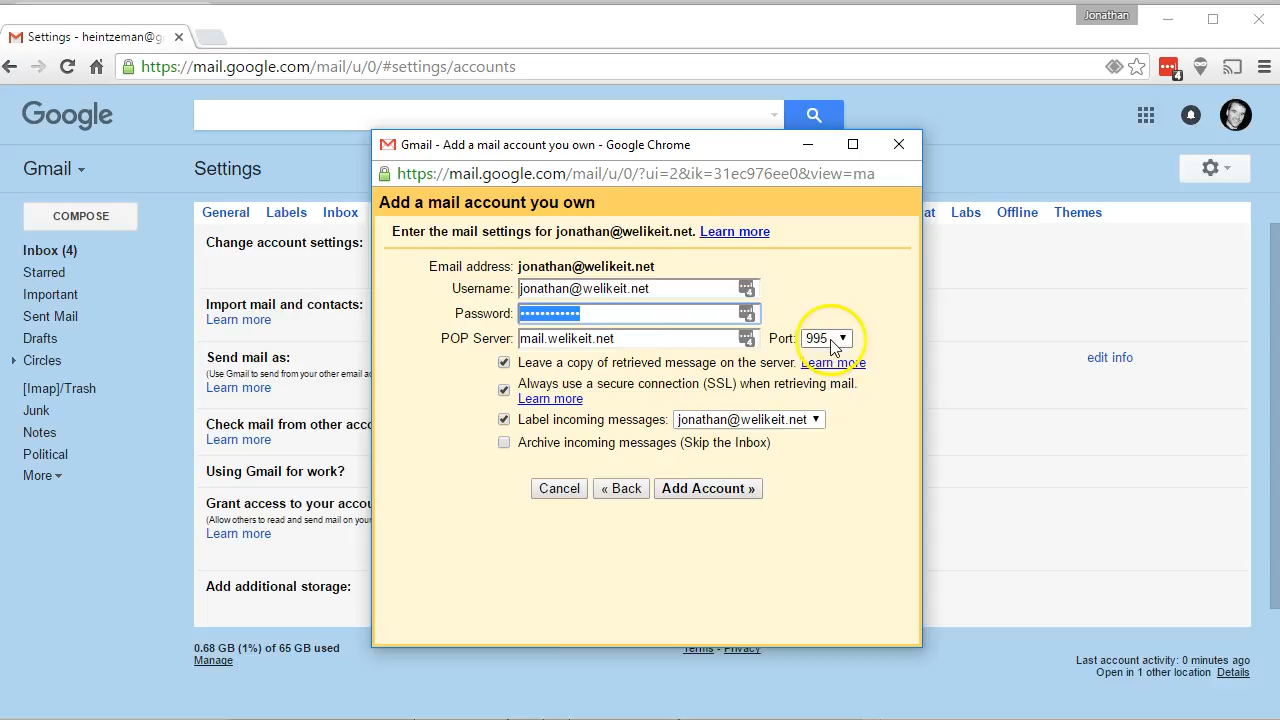 Jonathan
Settings - heintzeman@g
https://mail.google.com/mail/u/0/#settings/accounts
4
Google
Gmail
Settings
COMPOSE
General Labels Inbox
at Labs Offline Themes
Inbox (4)
Starred
Important
Sent Mail
Drafts
Circles
[Imap]/Trash
Junk
Notes
Political
More
Change account settings:
Import mail and contacts:
Learn more
Send mail as:
(Use Gmail to send from your other email
Learn more
edit info
Check mail from other acco
Learn more
Using Gmail for work?
Grant access to your accou
(Allow others to read and send mail on your
Learn more
Add additional storage:
Gmail - Add a mail account you own - Google Chrome
https://mail.google.com/mail/u/0/?ui=2&ik=31ec976ee0&view=ma
Add a mail account you own
Enter the mail settings for jonathan@welikeit.net. Learn more
Email address: jonathan@welikeit.net
Username: jonathan@welikeit.net 4
Password: •••••••••••• 4
POP Server: mail.welikeit.net 4 Port: 995
Leave a copy of retrieved message on the server. Learn more
Always use a secure connection (SSL) when retrieving mail.
Learn more
Label incoming messages: jonathan@welikeit.net
Archive incoming messages (Skip the Inbox)
Cancel « Back Add Account »
0.68 GB (1%) of 65 GB used
Manage
Terms - Privacy
Last account activity: 0 minutes ago
Open in 1 other location Details